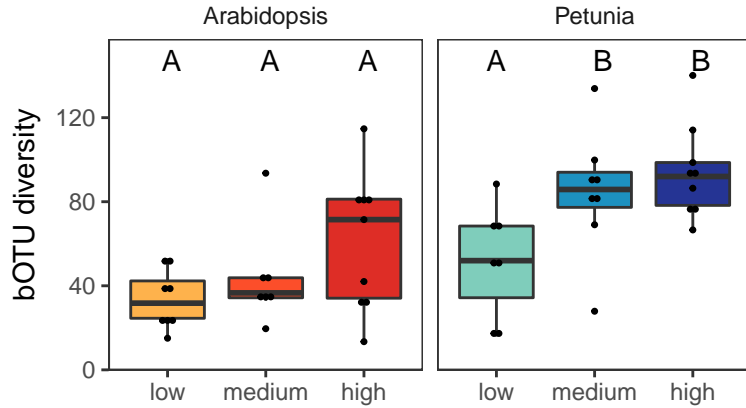 Arabidopsis Petunia
A A A A B B
bOTU diversity
120
80
40
0
low medium high low medium high